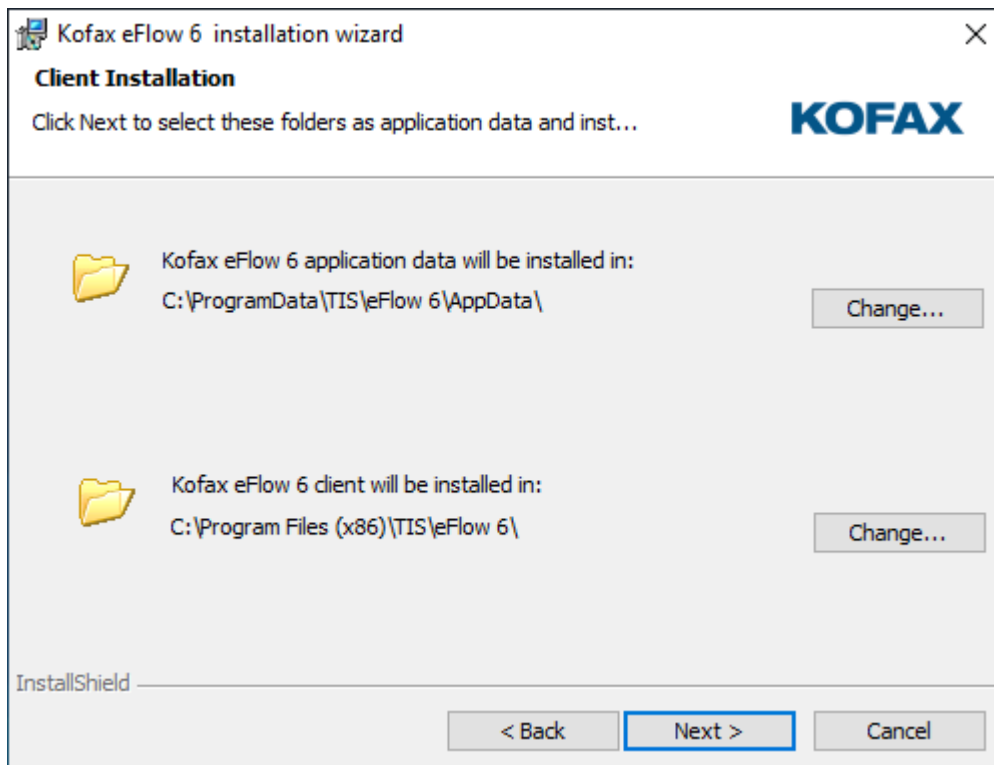 Kofax eFlow 6 installation wizard
Client Installation
Click Next to select these folders as application data and inst...
KOFAX
Kofax eFlow 6 application data will be installed in:
C:\ProgramData\TIS\eFlow 6\AppData\
Change...
Kofax eFlow 6 client will be installed in:
C:\Program Files (x86)\TIS\eFlow 6\
Change...
InstallShield
< Back
Next >
Cancel